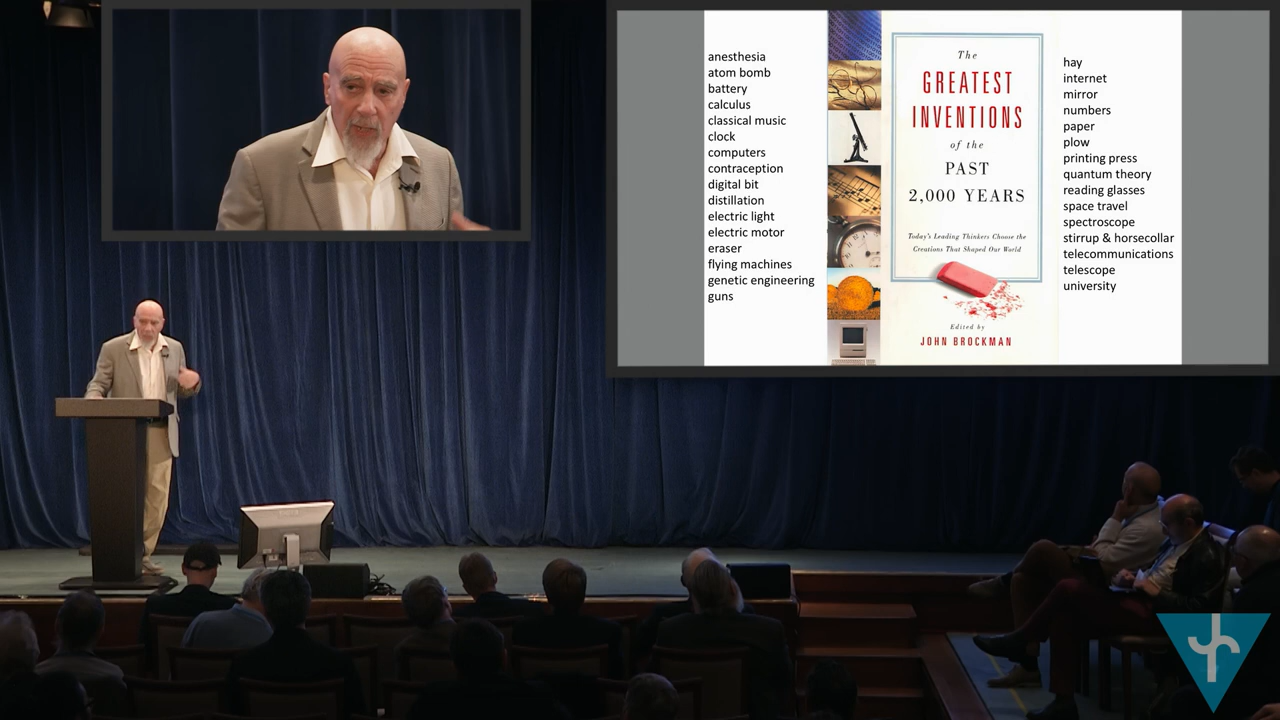 anesthesia
atom bomb
battery
calculus
classical music
clock
computers
contraception
digital bit
distillation
electric light
electric motor
eraser
flying machines
genetic engineering
guns
The
GREATEST
INVENTIONS
of the
PAST
2,000 YEARS
Today's Leading Thinkers Choose the
Creations That Shaped Our World
Edited by
JOHN BROCKMAN
hay
internet
mirror
numbers
paper
plow
printing press
quantum theory
reading glasses
space travel
spectroscope
stirrup & horsecollar
telecommunications
telescope
university